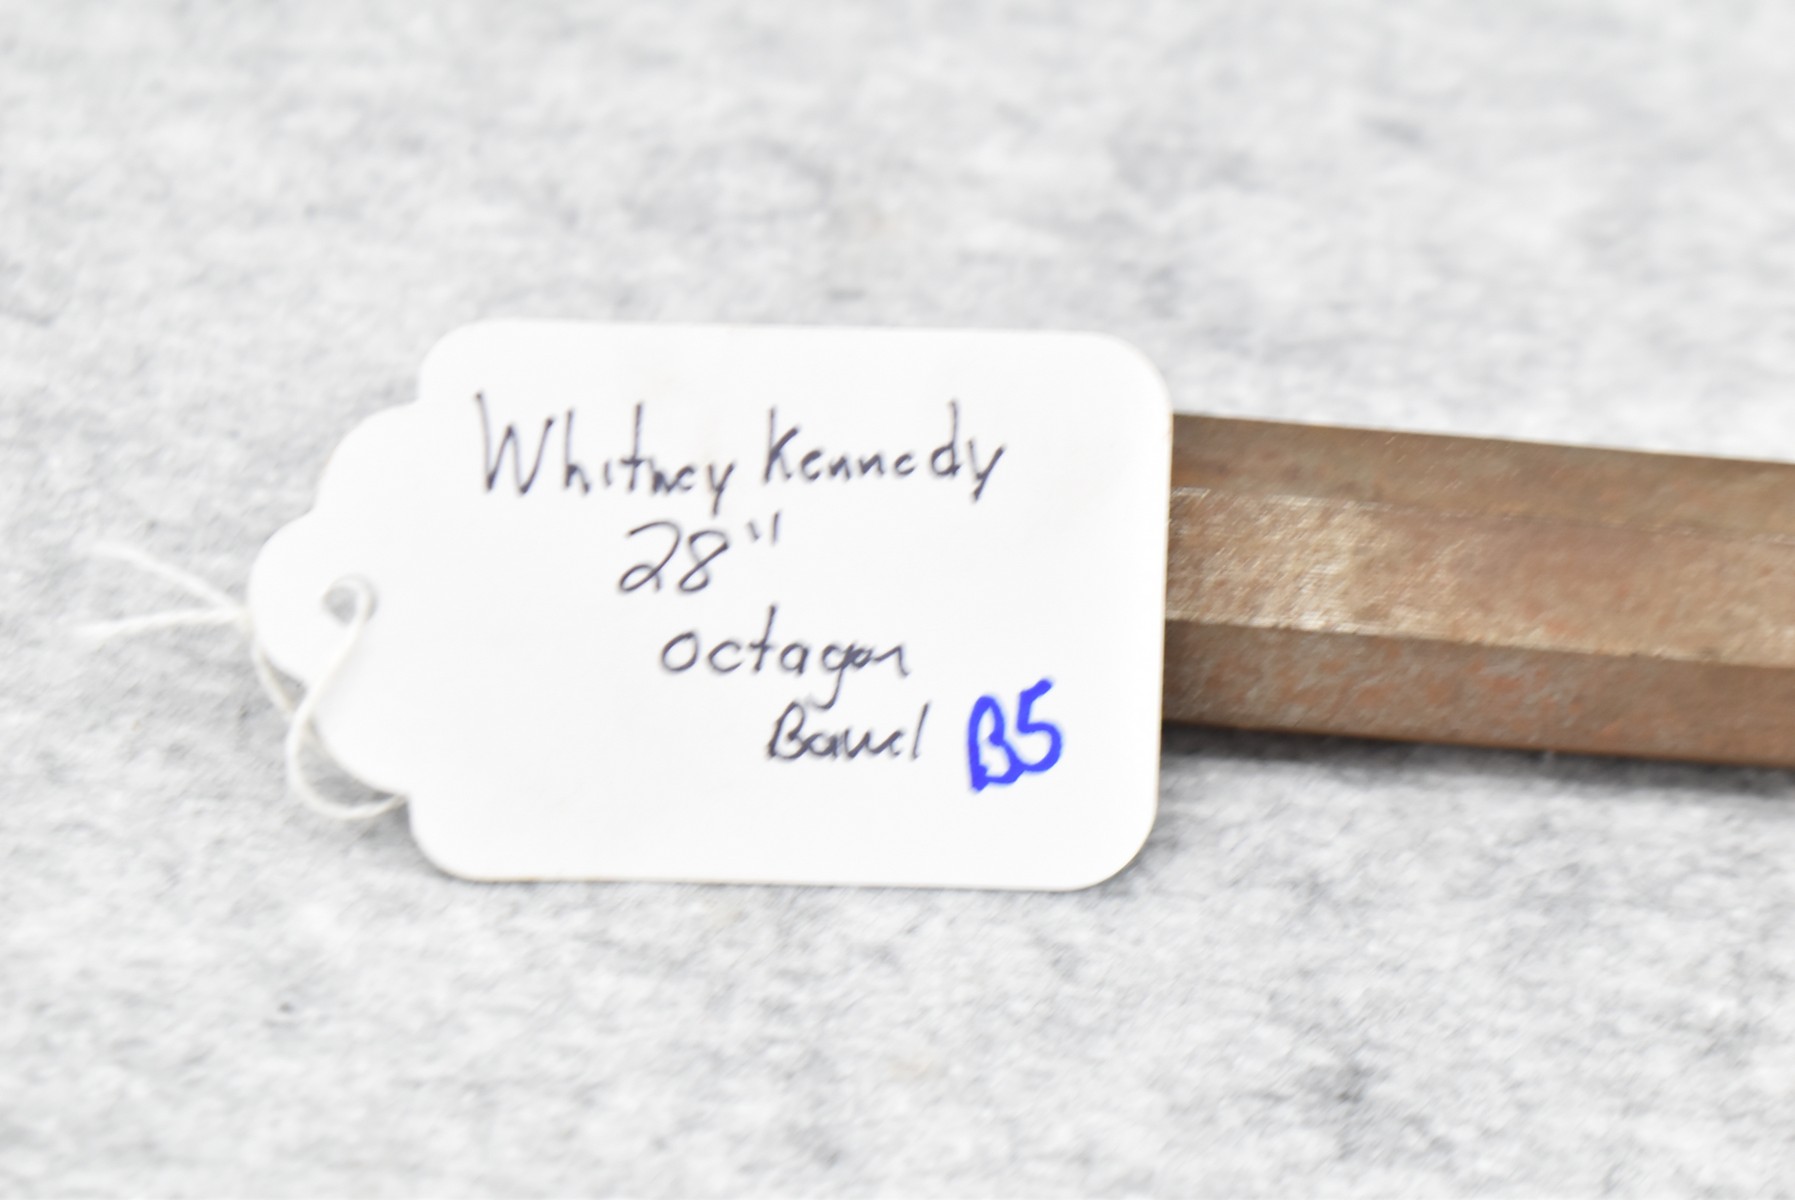 Whitney Kennedy
28"
octagon
Barrel B5